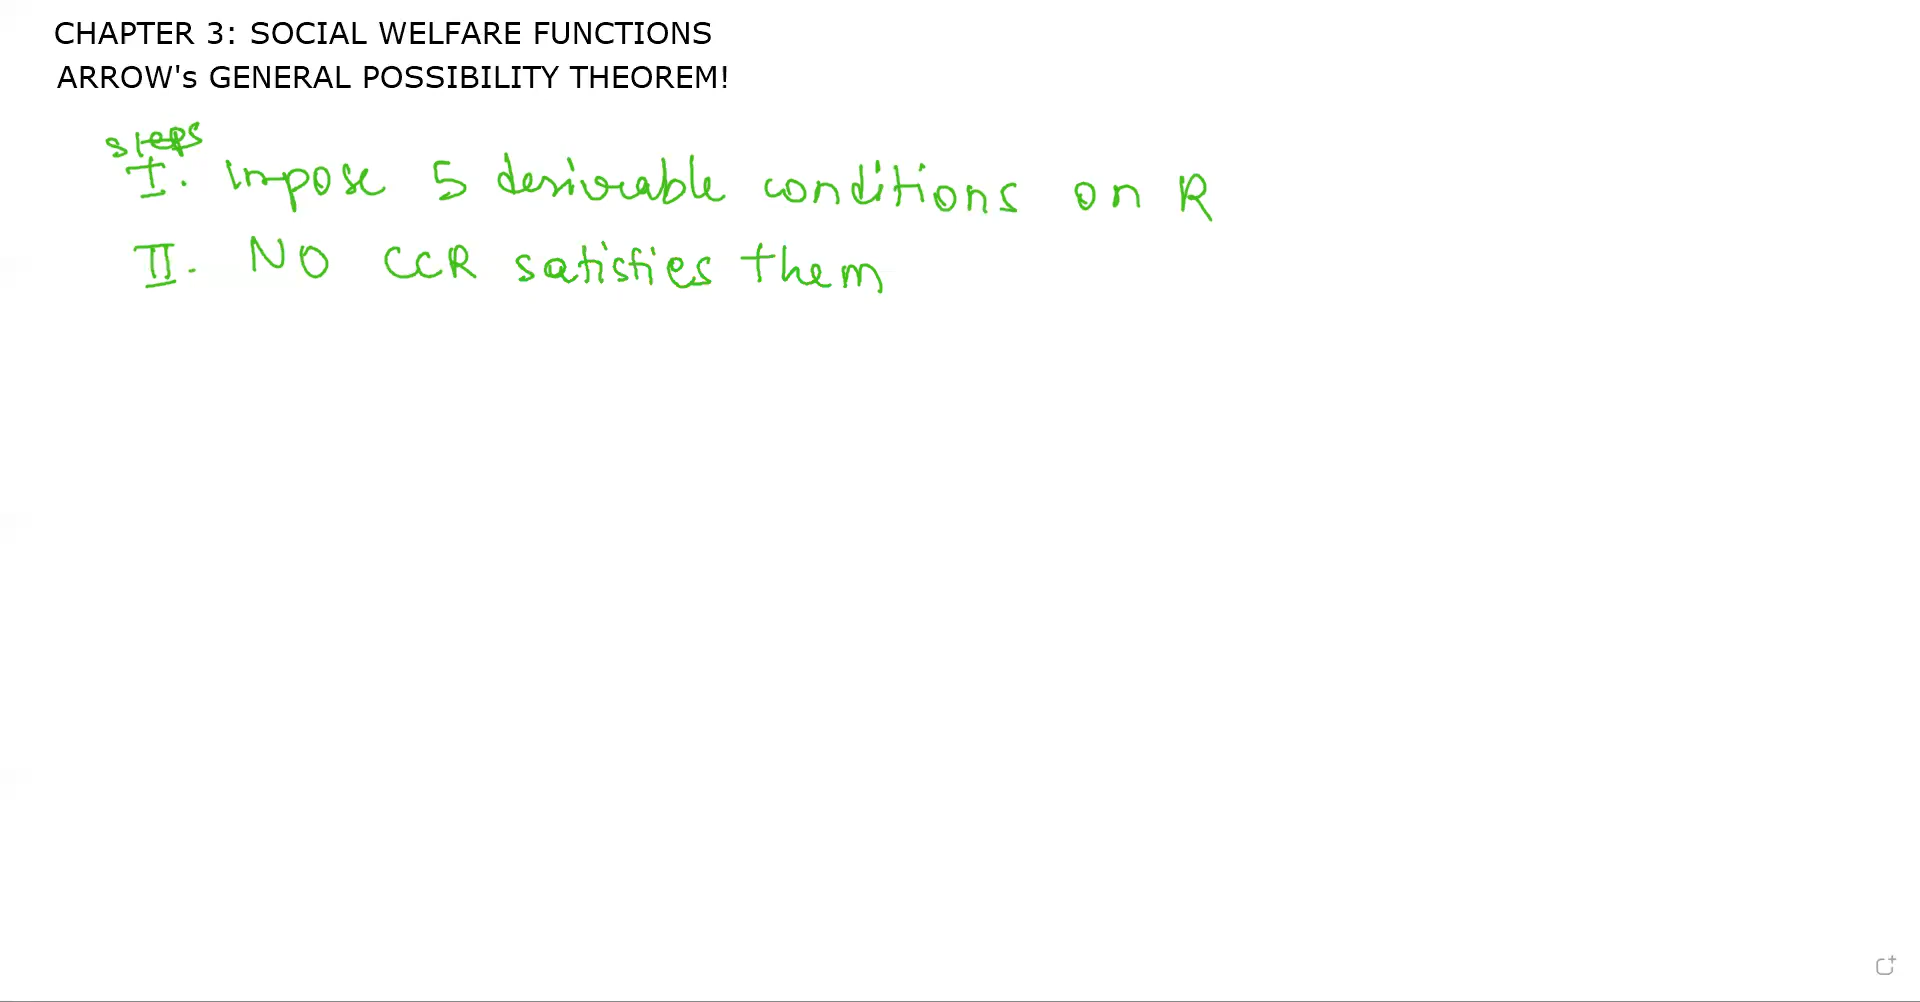 CHAPTER 3: SOCIAL WELFARE FUNCTIONS
ARROW's GENERAL POSSIBILITY THEOREM!
steps
I. impose 5 desirable conditions on R
II. NO CCR satisfies them